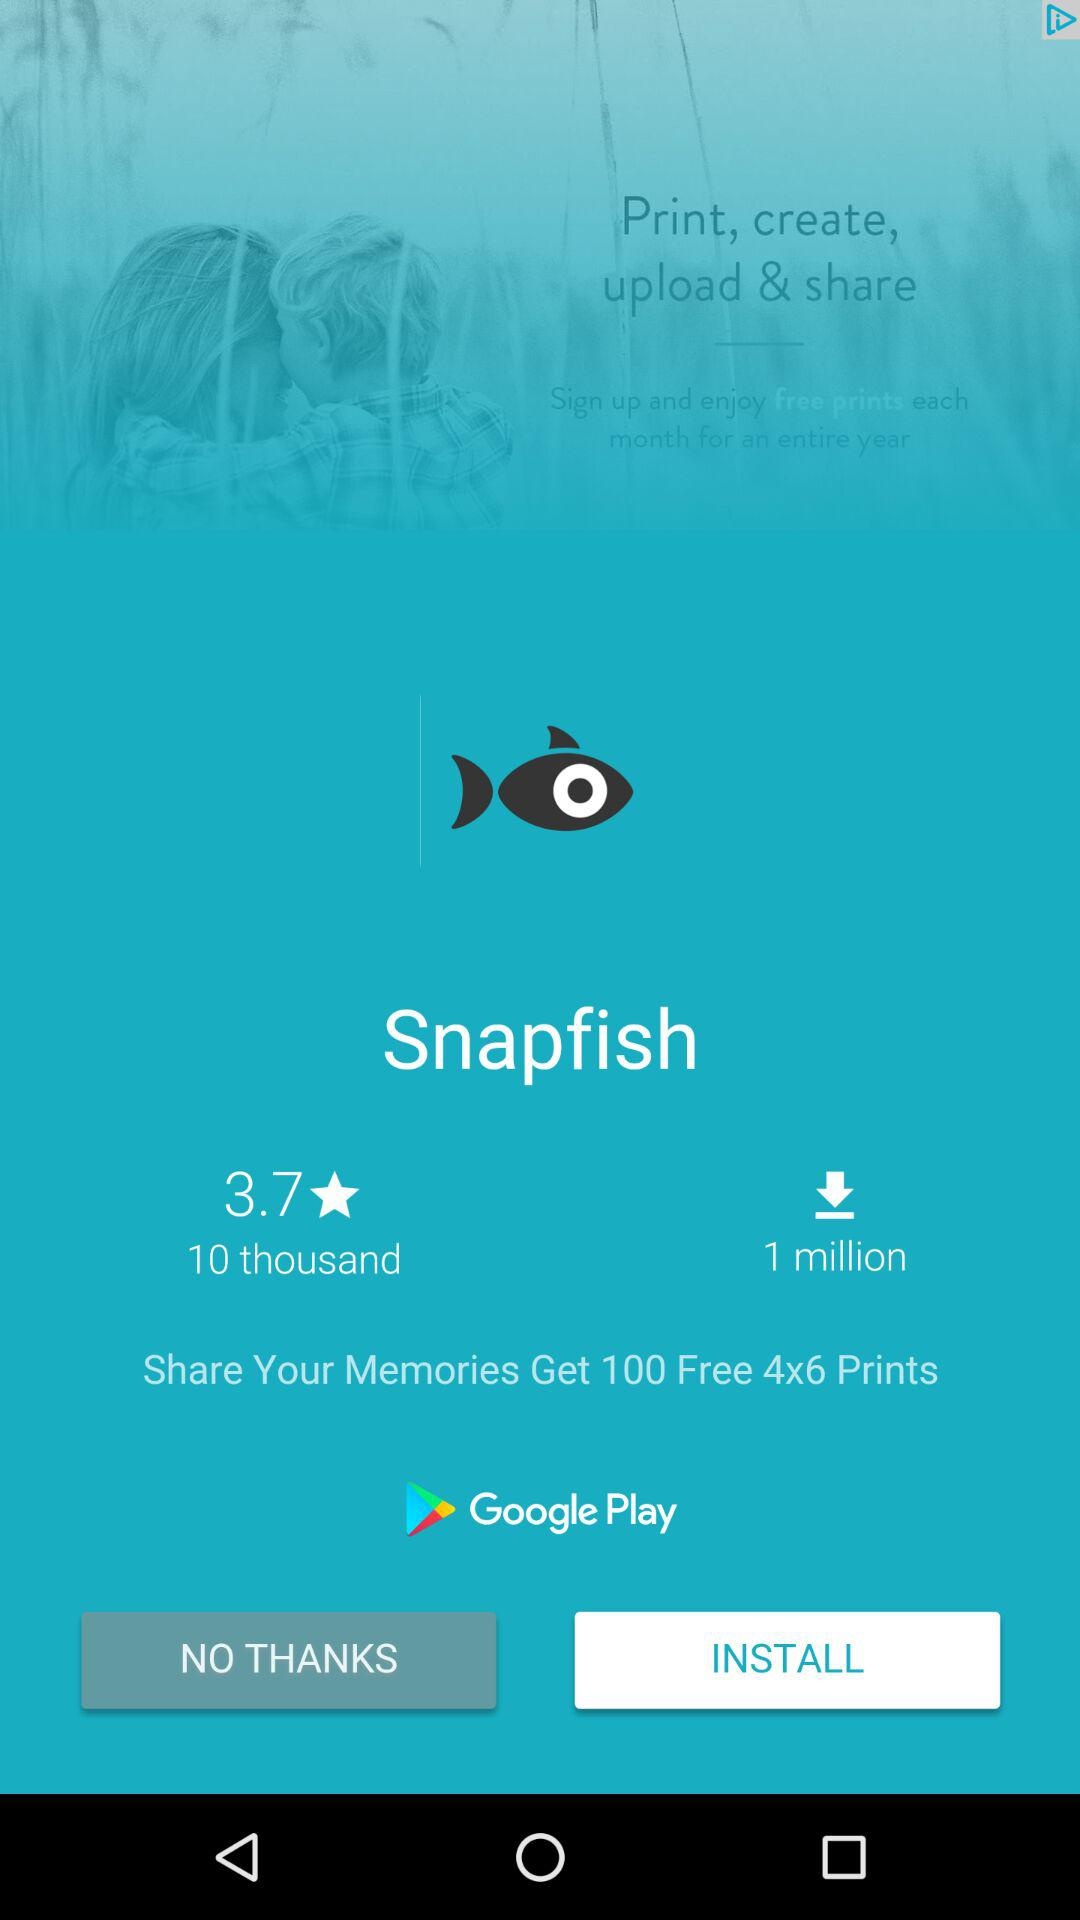 Print, create,
upload & share
Sign up and enjoy free prints each
month for an entire year
Snapfish
3.7
10 thousand
1 million
Share Your Memories Get 100 Free 4x6 Prints
Google Play
NO THANKS
INSTALL